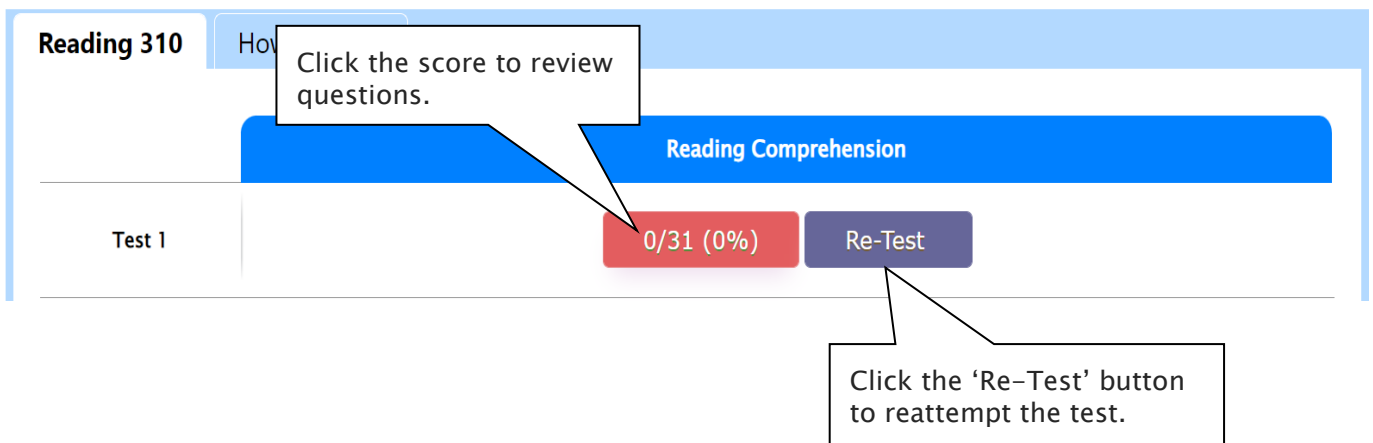 Reading 310
Click the score to review
questions.
Reading Comprehension
Test 1
0/31 (0%)
Re-Test
Click the ‘Re-Test’ button
to reattempt the test.